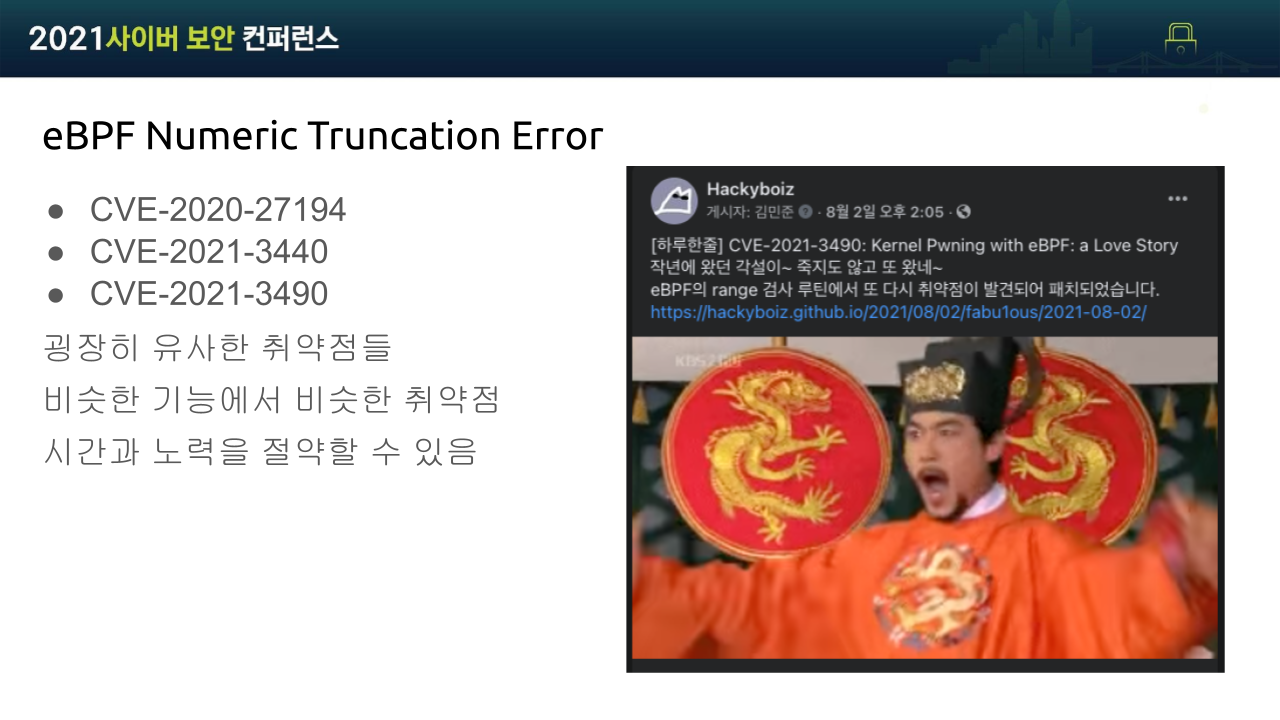 2021사이버 보안 컨퍼런스
eBPF Numeric Truncation Error
● CVE-2020-27194
● CVE-2021-3440
● CVE-2021-3490
굉장히 유사한 취약점들
비슷한 기능에서 비슷한 취약점
시간과 노력을 절약할 수 있음
Hackyboiz
게시자: 김민준 · 8월 2일 오후 2:05 ·
[하루한줄] CVE-2021-3490: Kernel Pwning with eBPF: a Love Story
작년에 왔던 각설이~ 죽지도 않고 또 왔네~
eBPF의 range 검사 루틴에서 또 다시 취약점이 발견되어 패치되었습니다.
https://hackyboiz.github.io/2021/08/02/fabu1ous/2021-08-02/